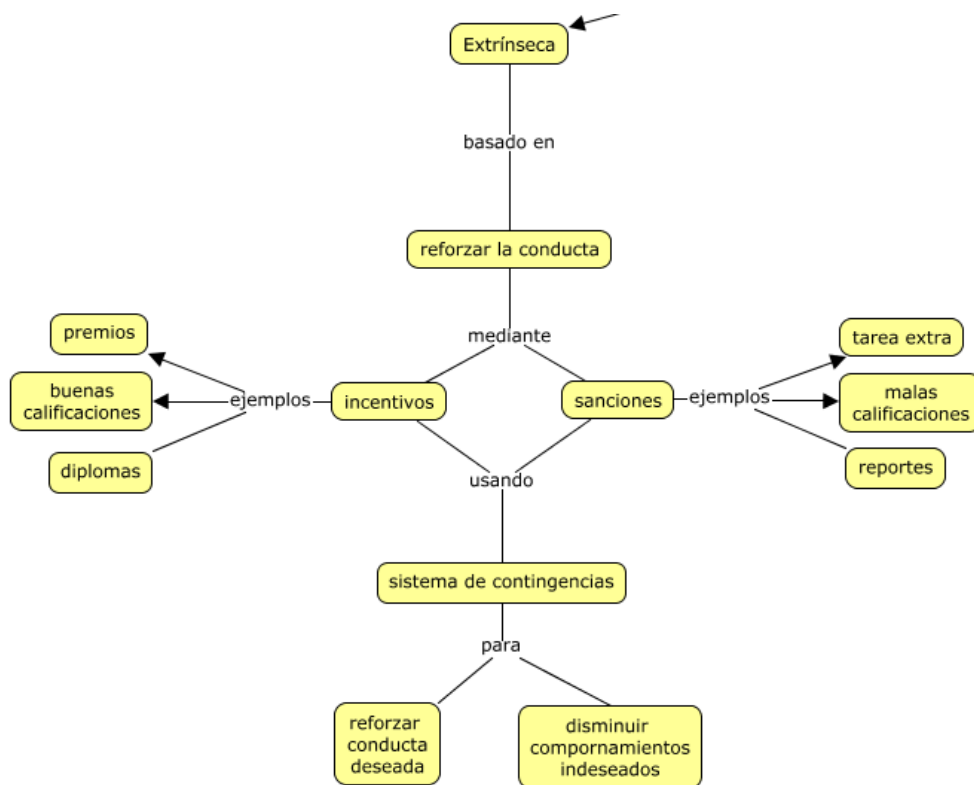 Extrínseca
basado en
reforzar la conducta
mediante
premios
buenas
calificaciones
diplomas
ejemplos
incentivos
sanciones
ejemplos
tarea extra
malas
calificaciones
reportes
usando
sistema de contingencias
para
reforzar
conducta
deseada
disminuir
compornamientos
indeseados